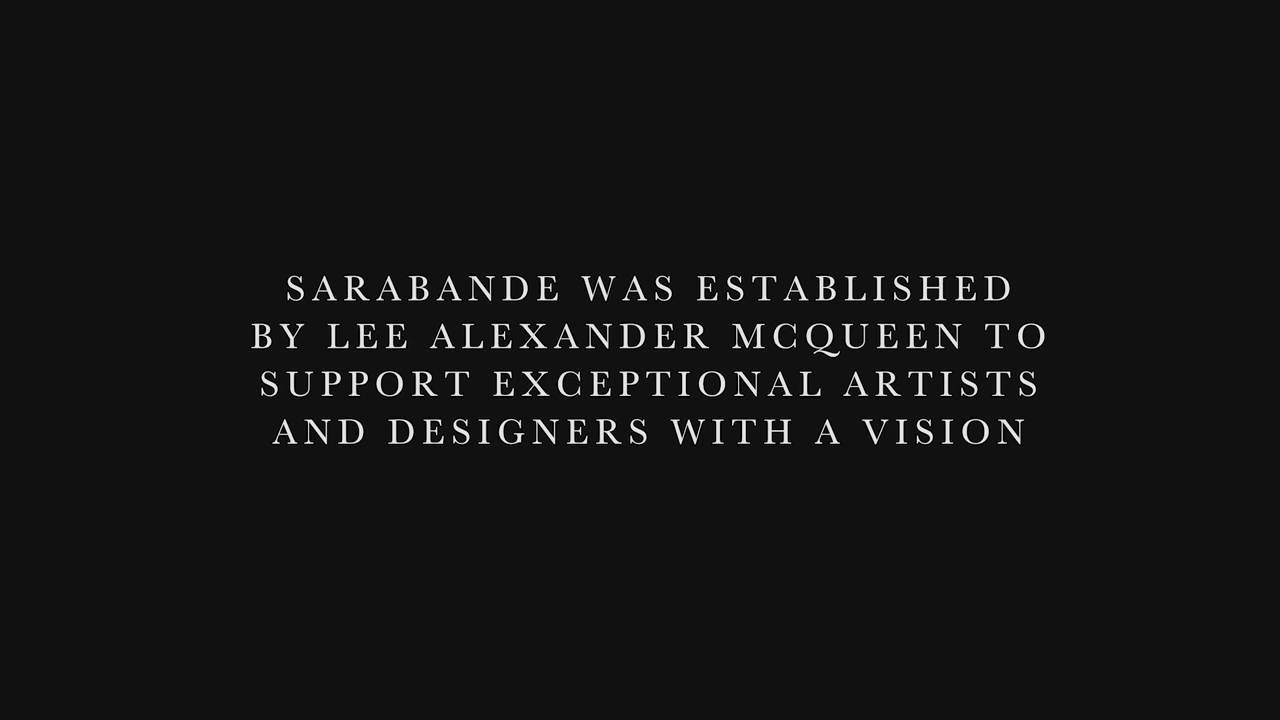 SARABANDE WAS ESTABLISHED
BY LEE ALEXANDER MCQUEEN TO
SUPPORT EXCEPTIONAL ARTISTS
AND DESIGNERS WITH A VISION